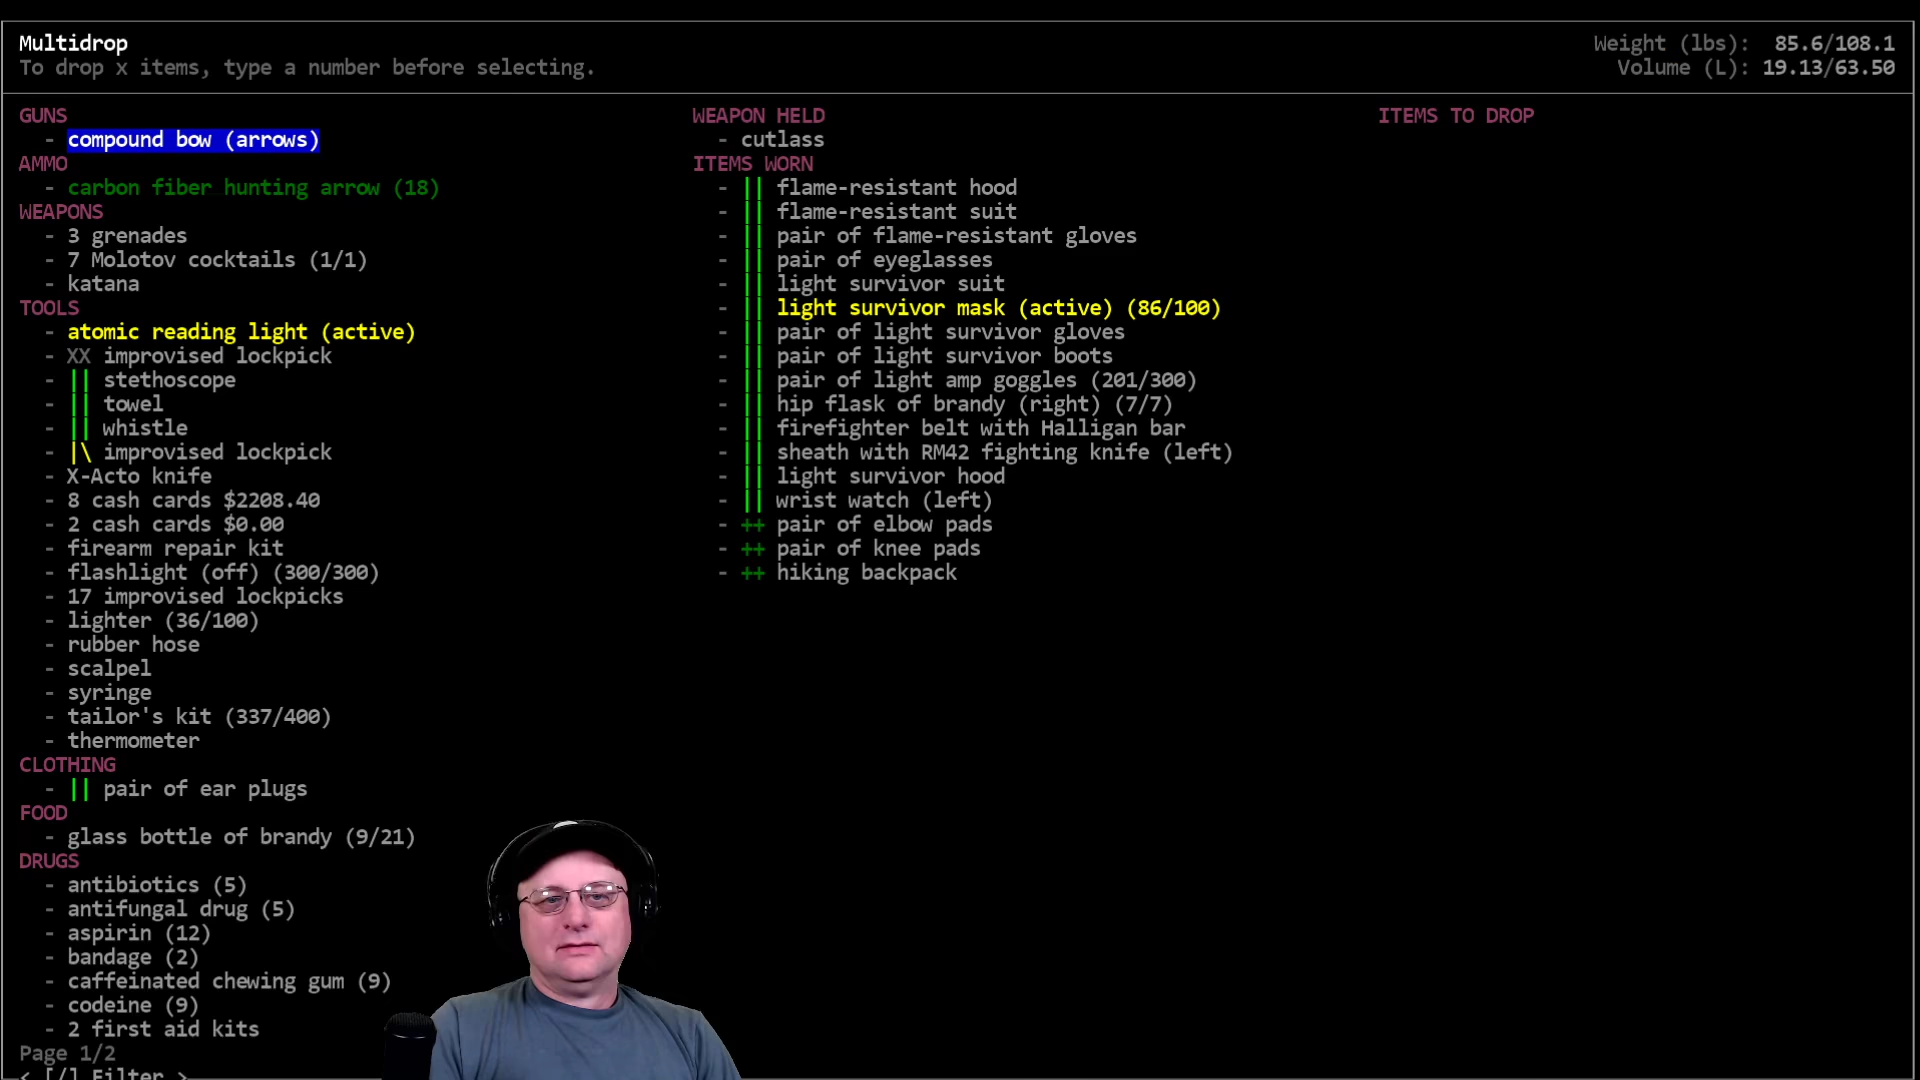 Multidrop
To drop x items, type a number before selecting.
Weight (lbs): 85.6/108.1
Volume (L): 19.13/63.50
GUNS
- compound bow (arrows)
AMMO
- carbon fiber hunting arrow (18)
WEAPONS
- 3 grenades
- 7 Molotov cocktails (1/1)
- katana
TOOLS
- atomic reading light (active)
- XX improvised lockpick
- || stethoscope
- || towel
- || whistle
- |\ improvised lockpick
- X-Acto knife
- 8 cash cards $2208.40
- 2 cash cards $0.00
- firearm repair kit
- flashlight (off) (300/300)
- 17 improvised lockpicks
- lighter (36/100)
- rubber hose
- scalpel
- syringe
- tailor's kit (337/400)
- thermometer
CLOTHING
- || pair of ear plugs
FOOD
- glass bottle of brandy (9/21)
DRUGS
- antibiotics (5)
- antifungal drug (5)
- aspirin (12)
- bandage (2)
- caffeinated chewing gum (9)
- codeine (9)
- 2 first aid kits
Page 1/2
< [/] Filter >
WEAPON HELD
- cutlass
ITEMS WORN
- || flame-resistant hood
- || flame-resistant suit
- || pair of flame-resistant gloves
- || pair of eyeglasses
- || light survivor suit
- || light survivor mask (active) (86/100)
- || pair of light survivor gloves
- || pair of light survivor boots
- || pair of light amp goggles (201/300)
- || hip flask of brandy (right) (7/7)
- || firefighter belt with Halligan bar
- || sheath with RM42 fighting knife (left)
- || light survivor hood
- || wrist watch (left)
- ++ pair of elbow pads
- ++ pair of knee pads
- ++ hiking backpack
ITEMS TO DROP